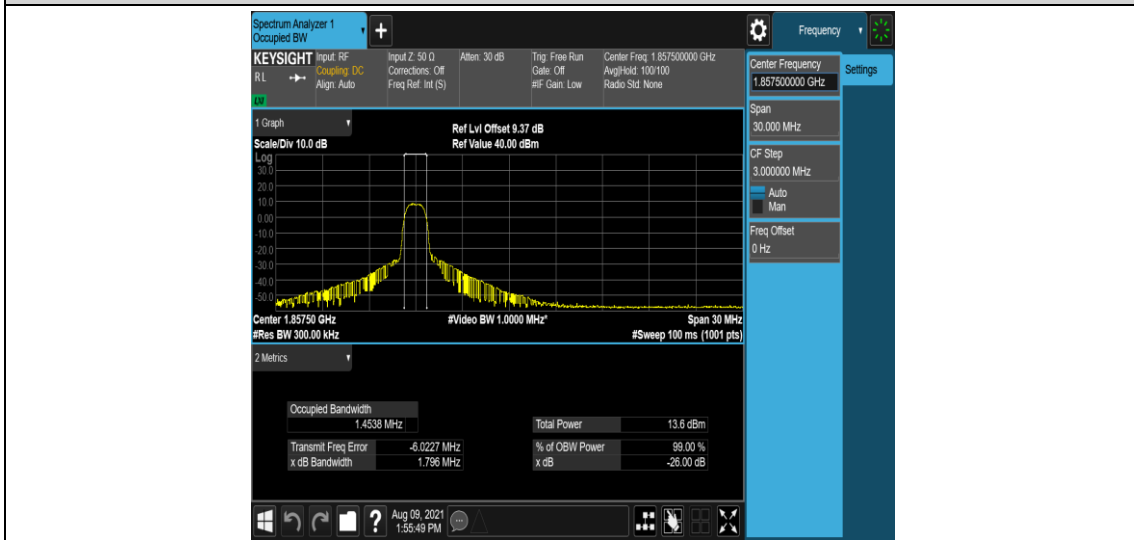 Spectrum Analyzer 1
Occupied BW
Frequency
KEYSIGHT
RL
Input: RF
Coupling: DC
Align: Auto
Input Z: 50 Ω
Corrections: Off
Freq Ref: Int (S)
Atten: 30 dB
Trig: Free Run
Gate: Off
#IF Gain: Low
Center Freq: 1.857500000 GHz
Avg|Hold: 100/100
Radio Std: None
Center Frequency
1.857500000 GHz
Settings
Span
30.000 MHz
CF Step
3.000000 MHz
Auto
Man
Freq Offset
0 Hz
1 Graph
Ref Lvl Offset 9.37 dB
Scale/Div 10.0 dB
Ref Value 40.00 dBm
Log
30.0
20.0
10.0
0.00
-10.0
-20.0
-30.0
-40.0
-50.0
Center 1.85750 GHz
#Video BW 1.0000 MHz*
Span 30 MHz
#Res BW 300.00 kHz
#Sweep 100 ms (1001 pts)
2 Metrics
Occupied Bandwidth
1.4538 MHz
Total Power 13.6 dBm
Transmit Freq Error -6.0227 MHz
% of OBW Power 99.00 %
x dB Bandwidth 1.796 MHz
x dB -26.00 dB
?
Aug 09, 2021
1:55:49 PM